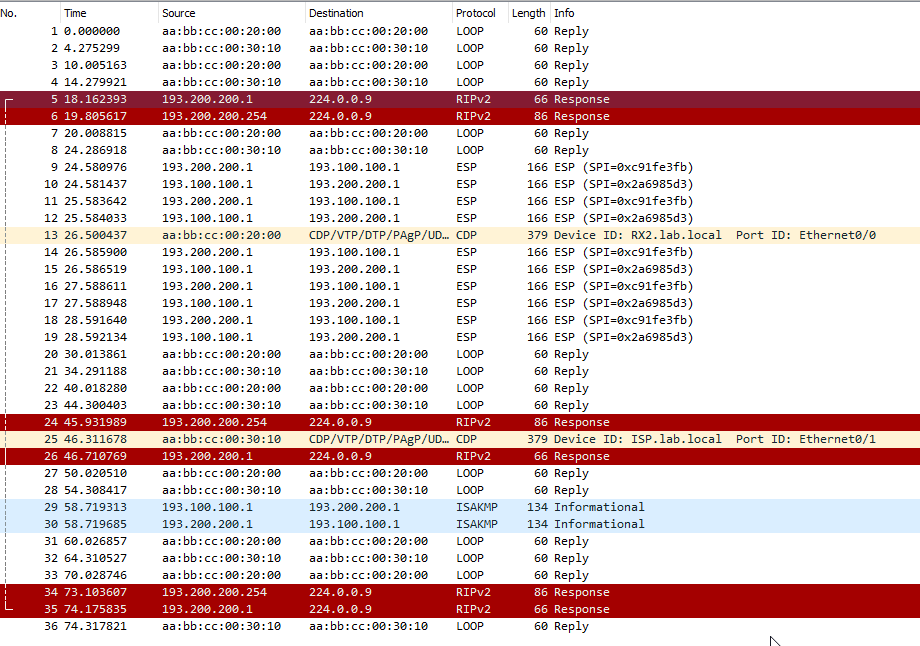 No. Time Source Destination Protocol Length Info
1 0.000000 aa:bb:cc:00:20:00 aa:bb:cc:00:20:00 LOOP 60 Reply
2 4.275299 aa:bb:cc:00:30:10 aa:bb:cc:00:30:10 LOOP 60 Reply
3 10.005163 aa:bb:cc:00:20:00 aa:bb:cc:00:20:00 LOOP 60 Reply
4 14.279921 aa:bb:cc:00:30:10 aa:bb:cc:00:30:10 LOOP 60 Reply
5 18.162393 193.200.200.1 224.0.0.9 RIPv2 66 Response
6 19.805617 193.200.200.254 224.0.0.9 RIPv2 86 Response
7 20.008815 aa:bb:cc:00:20:00 aa:bb:cc:00:20:00 LOOP 60 Reply
8 24.286918 aa:bb:cc:00:30:10 aa:bb:cc:00:30:10 LOOP 60 Reply
9 24.580976 193.200.200.1 193.100.100.1 ESP 166 ESP (SPI=0xc91fe3fb)
10 24.581437 193.100.100.1 193.200.200.1 ESP 166 ESP (SPI=0x2a6985d3)
11 25.583642 193.200.200.1 193.100.100.1 ESP 166 ESP (SPI=0xc91fe3fb)
12 25.584033 193.100.100.1 193.200.200.1 ESP 166 ESP (SPI=0x2a6985d3)
13 26.500437 aa:bb:cc:00:20:00 CDP/VTP/DTP/PAgP/UD… CDP 379 Device ID: RX2.lab.local Port ID: Ethernet0/0
14 26.585900 193.200.200.1 193.100.100.1 ESP 166 ESP (SPI=0xc91fe3fb)
15 26.586519 193.100.100.1 193.200.200.1 ESP 166 ESP (SPI=0x2a6985d3)
16 27.588611 193.200.200.1 193.100.100.1 ESP 166 ESP (SPI=0xc91fe3fb)
17 27.588948 193.100.100.1 193.200.200.1 ESP 166 ESP (SPI=0x2a6985d3)
18 28.591640 193.200.200.1 193.100.100.1 ESP 166 ESP (SPI=0xc91fe3fb)
19 28.592134 193.100.100.1 193.200.200.1 ESP 166 ESP (SPI=0x2a6985d3)
20 30.013861 aa:bb:cc:00:20:00 aa:bb:cc:00:20:00 LOOP 60 Reply
21 34.291188 aa:bb:cc:00:30:10 aa:bb:cc:00:30:10 LOOP 60 Reply
22 40.018280 aa:bb:cc:00:20:00 aa:bb:cc:00:20:00 LOOP 60 Reply
23 44.300403 aa:bb:cc:00:30:10 aa:bb:cc:00:30:10 LOOP 60 Reply
24 45.931989 193.200.200.254 224.0.0.9 RIPv2 86 Response
25 46.311678 aa:bb:cc:00:30:10 CDP/VTP/DTP/PAgP/UD… CDP 379 Device ID: ISP.lab.local Port ID: Ethernet0/1
26 46.710769 193.200.200.1 224.0.0.9 RIPv2 66 Response
27 50.020510 aa:bb:cc:00:20:00 aa:bb:cc:00:20:00 LOOP 60 Reply
28 54.308417 aa:bb:cc:00:30:10 aa:bb:cc:00:30:10 LOOP 60 Reply
29 58.719313 193.100.100.1 193.200.200.1 ISAKMP 134 Informational
30 58.719685 193.200.200.1 193.100.100.1 ISAKMP 134 Informational
31 60.026857 aa:bb:cc:00:20:00 aa:bb:cc:00:20:00 LOOP 60 Reply
32 64.310527 aa:bb:cc:00:30:10 aa:bb:cc:00:30:10 LOOP 60 Reply
33 70.028746 aa:bb:cc:00:20:00 aa:bb:cc:00:20:00 LOOP 60 Reply
34 73.103607 193.200.200.254 224.0.0.9 RIPv2 86 Response
35 74.175835 193.200.200.1 224.0.0.9 RIPv2 66 Response
36 74.317821 aa:bb:cc:00:30:10 aa:bb:cc:00:30:10 LOOP 60 Reply